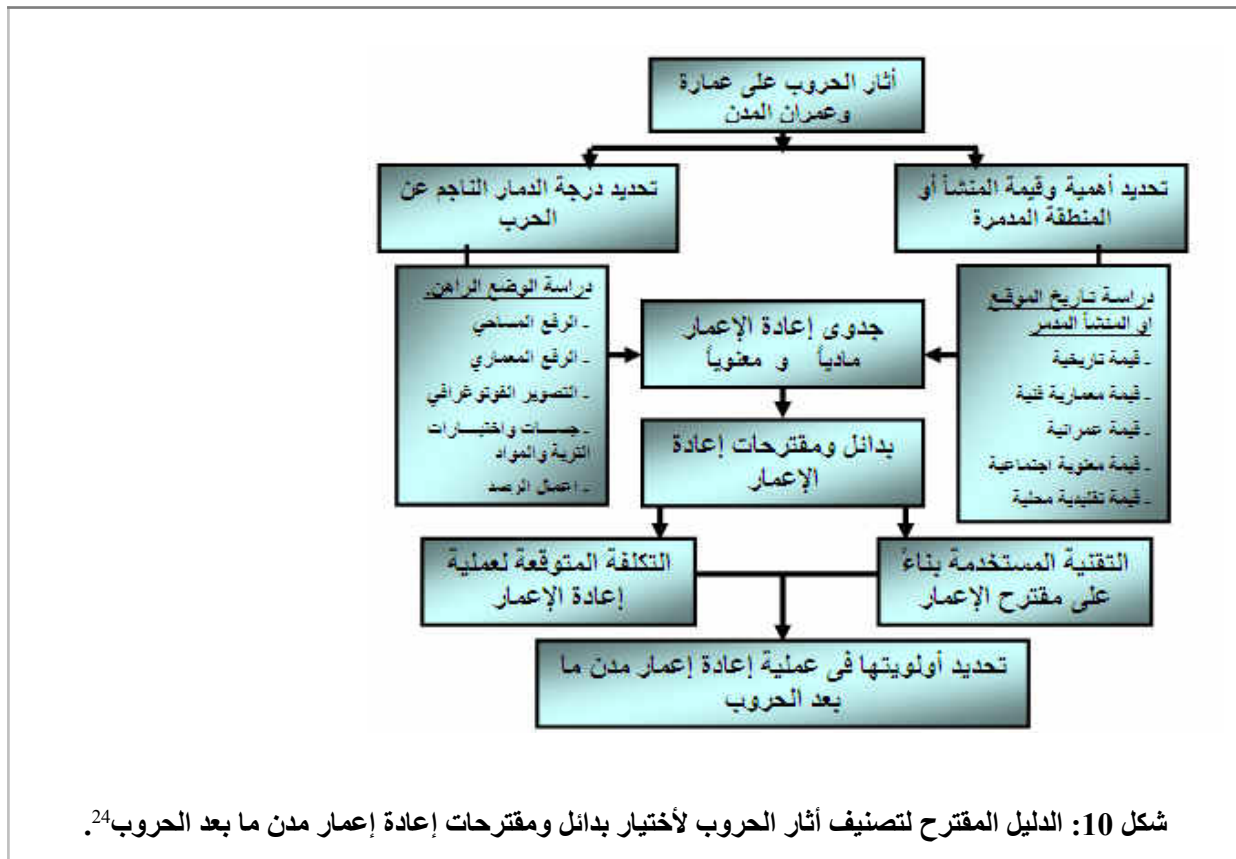 أثار الحروب على عمارة
وعمران المدن
تحديد أهمية وقيمة المنشأ أو
المنطقة المدمرة
تحديد درجة الدمار الناجم عن
الحرب
دراسة تاريخ الموقع
او المنشأ المدمر
- قيمة تاريخية
- قيمة معمارية فنية
- قيمة عمرانية
- قيمة معنوية اجتماعية
- قيمة تقليدية محلية
دراسة الوضع الراهن.
- الرفع المساحي
- الرفع المعماري
- التصوير الفوتوغرافي
- جسـات واختبـارات
التربة والمواد
- اعمال الرصد
جدوى إعادة الإعمار
مادياً و معنوياً
بدائل ومقترحات إعادة
الإعمار
التقنية المستخدمة بناءً
على مقترح الإعمار
التكلفة المتوقعة لعملية
إعادة الإعمار
تحديد أولويتها فى عملية إعادة إعمار مدن ما
بعد الحروب
شكل 10: الدليل المقترح لتصنيف أثار الحروب لأختيار بدائل ومقترحات إعادة إعمار مدن ما بعد الحروب24.